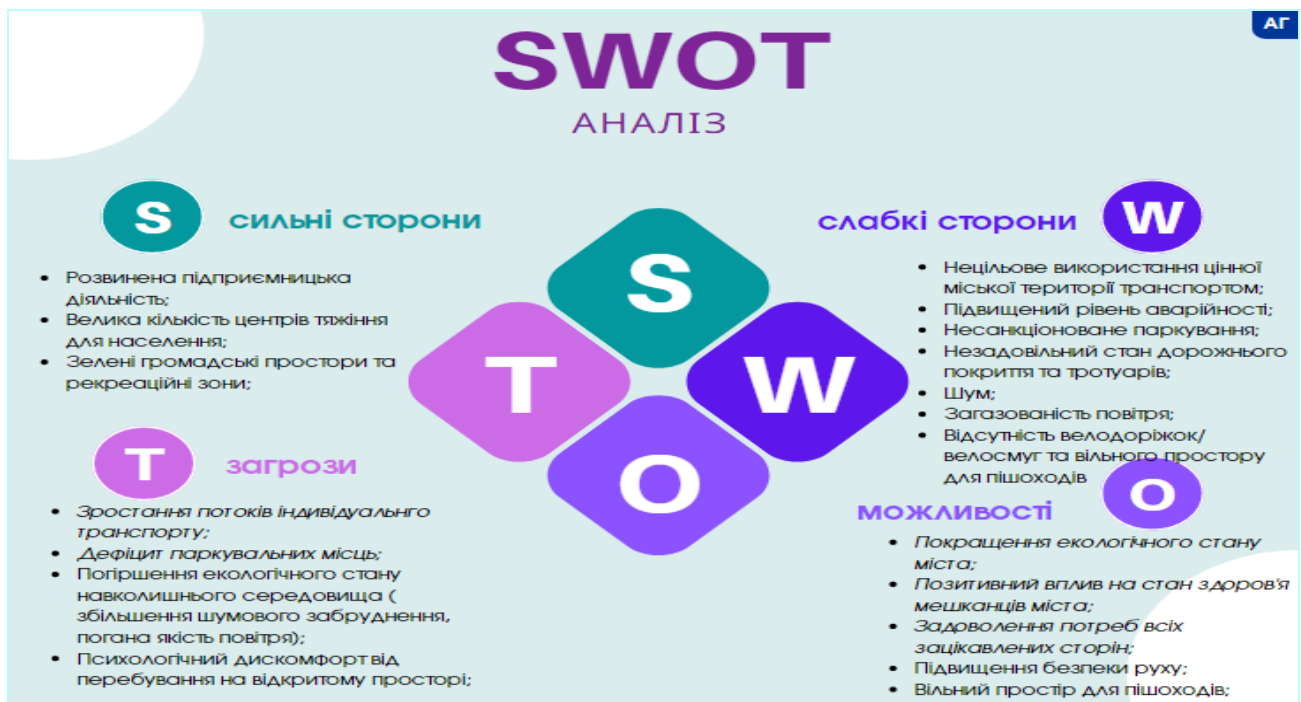 АГ
SWOT
АНАЛІЗ
S
сильні сторони
• Розвинена підприємницька
діяльність;
• Велика кількість центрів тяжіння
для населення;
• Зелені громадські простори та
рекреаційні зони;
слабкі сторони
W
• Нецільове використання цінної
міської території транспортом;
• Підвищений рівень аварійності;
• Несанкціоноване паркування;
• Незадовільний стан дорожнього
покриття та тротуарів;
• Шум;
• Загазованість повітря;
• Відсутність велодоріжок/
велосмуг та вільного простору
для пішоходів
S
T
W
O
T
загрози
• Зростання потоків індивідуальнго
транспорту;
• Дефіцит паркувальних місць;
• Погіршення екологічного стану
навколишнього середовища (
збільшення шумового забруднення,
погана якість повітря);
• Психологічний дискомфорт від
перебування на відкритому просторі;
можливості
O
• Покращення екологічного стану
міста;
• Позитивний вплив на стан здоров'я
мешканців міста;
• Задоволення потреб всіх
зацікавлених сторін;
• Підвищення безпеки руху;
• Вільний простір для пішоходів;